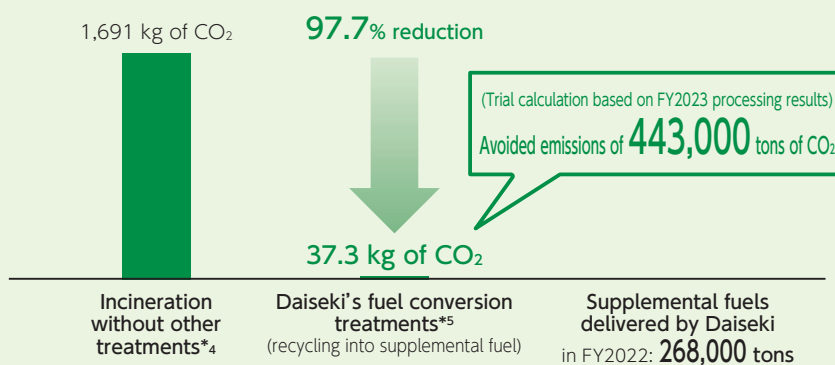 1,691 kg of CO₂
97.7% reduction
(Trial calculation based on FY2023 processing results)
Avoided emissions of 443,000 tons of CO₂
37.3 kg of CO₂
Incineration
without other
treatments*₄
Daiseki's fuel conversion
treatments*⁵
(recycling into supplemental fuel)
Supplemental fuels
delivered by Daiseki
in FY2022: 268,000 tons